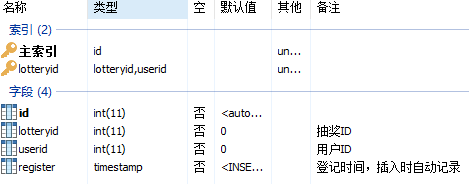 名称 类型 空 默认值 其他 备注
索引 (2)
主索引 id un...
lotteryid lotteryid,userid un...
字段 (4)
id int(11) 否 <auto...
lotteryid int(11) 否 0 抽奖ID
userid int(11) 否 0 用户ID
register timestamp 否 <INSE... 登记时间，插入时自动记录